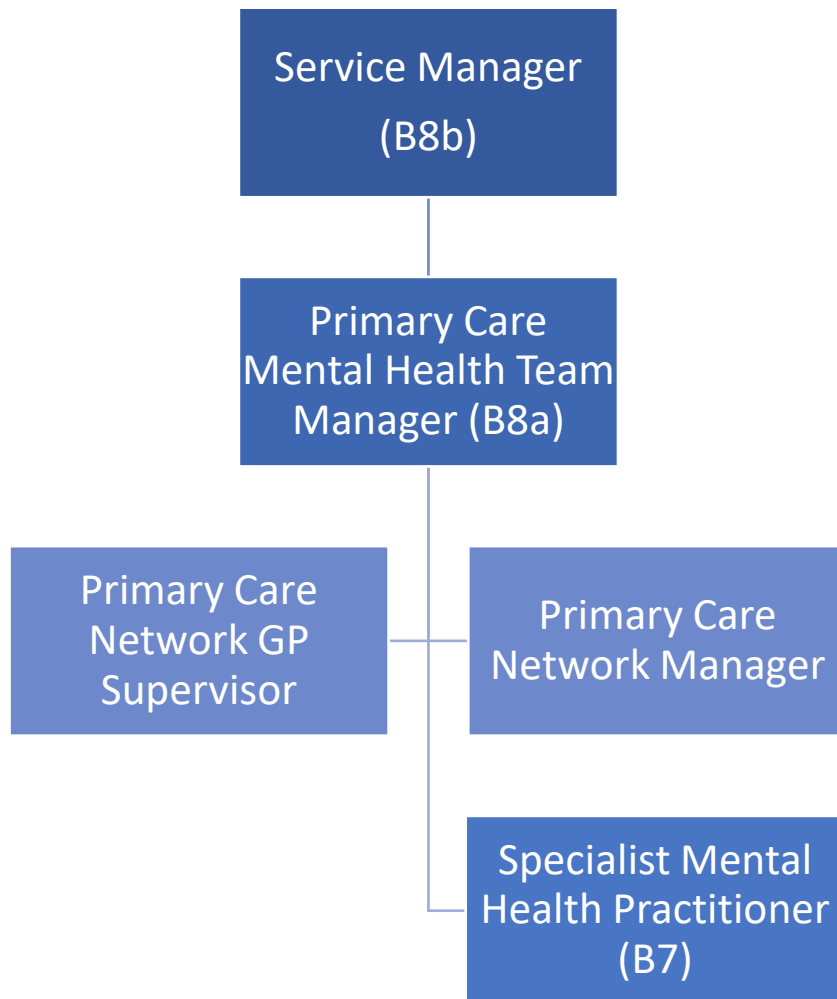 Service Manager
(B8b)
Primary Care
Mental Health Team
Manager (B8a)
Primary Care
Network GP
Supervisor
Primary Care
Network Manager
Specialist Mental
Health Practitioner
(B7)